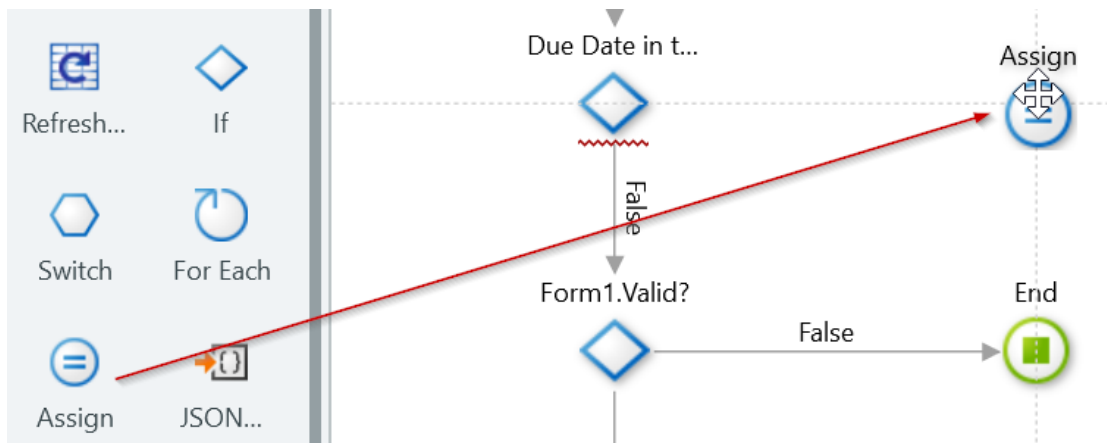 Refresh...
If
Switch
For Each
Assign
JSON...
Due Date in t...
False
Form1.Valid?
False
Assign
End